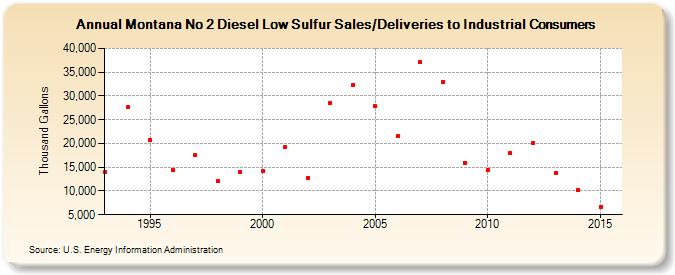 Annual Montana No 2 Diesel Low Sulfur Sales/Deliveries to Industrial Consumers
Thousand Gallons
40,000
35,000
30,000
25,000
20,000
15,000
10,000
5,000
1995 2000 2005 2010 2015
Source: U.S. Energy Information Administration